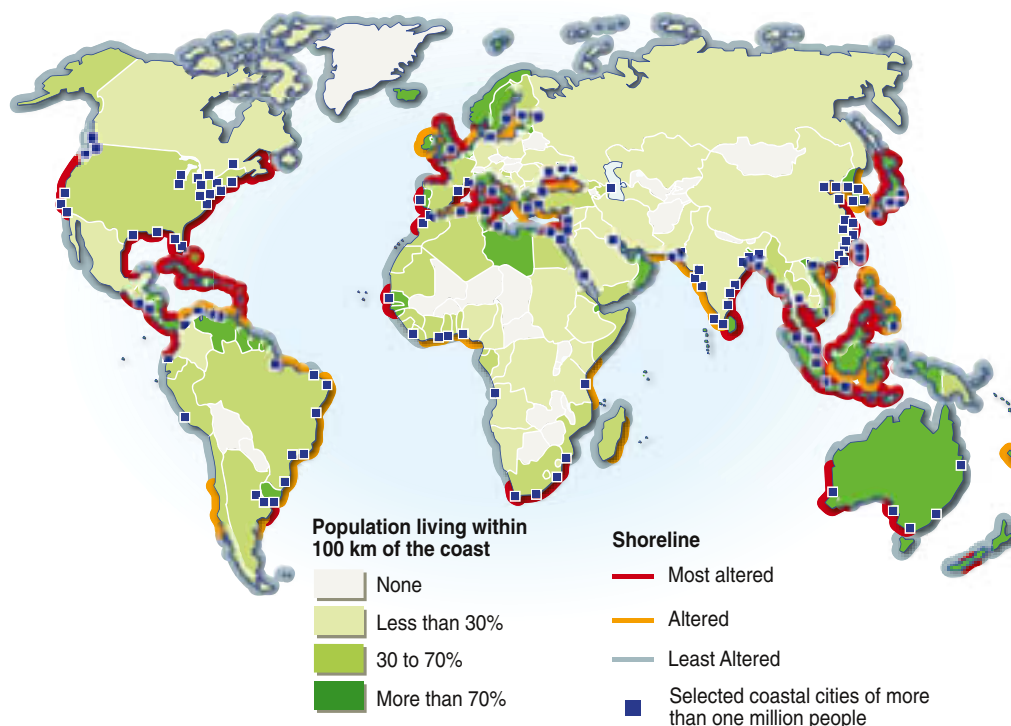 Population living within
100 km of the coast
None
Less than 30%
30 to 70%
More than 70%
Shoreline
Most altered
Altered
Least Altered
Selected coastal cities of more
than one million people